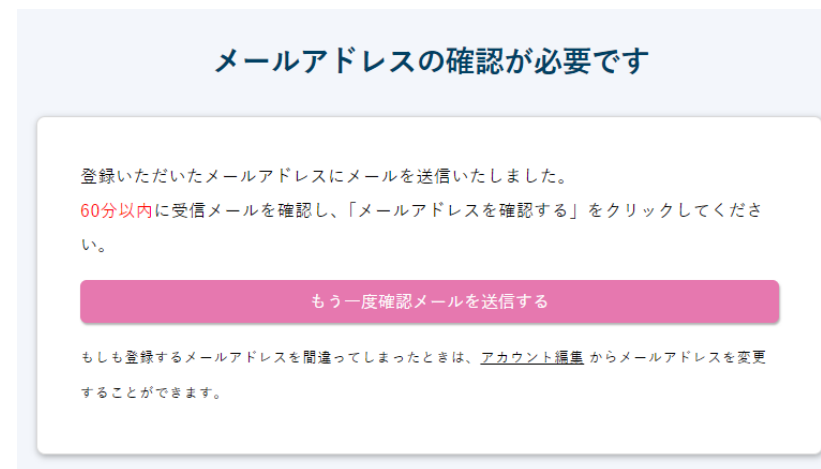 メールアドレスの確認が必要です
登録いただいたメールアドレスにメールを送信いたしました。
60分以内に受信メールを確認し、「メールアドレスを確認する」をクリックしてくださ
い。
もう一度確認メールを送信する
もしも登録するメールアドレスを間違ってしまったときは、アカウント編集 からメールアドレスを変更
することができます。